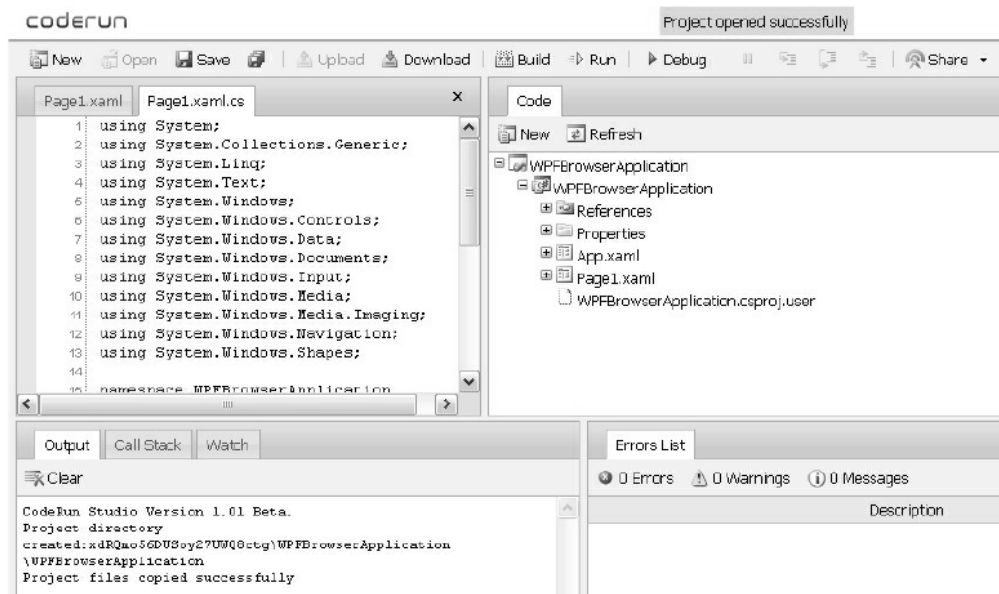 coderun
Project opened successfully
New Open Save Upload Download Build Run Debug Share
Page1.xaml Page1.xaml.cs x
1 using System;
2 using System.Collections.Generic;
3 using System.Linq;
4 using System.Text;
5 using System.Windows;
6 using System.Windows.Controls;
7 using System.Windows.Data;
8 using System.Windows.Documents;
9 using System.Windows.Input;
10 using System.Windows.Media;
11 using System.Windows.Media.Imaging;
12 using System.Windows.Navigation;
13 using System.Windows.Shapes;
14
15 namespace WPFBrowserApplication
Code
New Refresh
WPFBrowserApplication
WPFBrowserApplication
References
Properties
App.xaml
Page1.xaml
WPFBrowserApplication.csproj.user
Output Call Stack Watch
Clear
CodeRun Studio Version 1.01 Beta.
Project directory
\WPFBrowserApplication
Project files copied successfully
Errors List
0 Errors 0 Warnings 0 Messages
Description